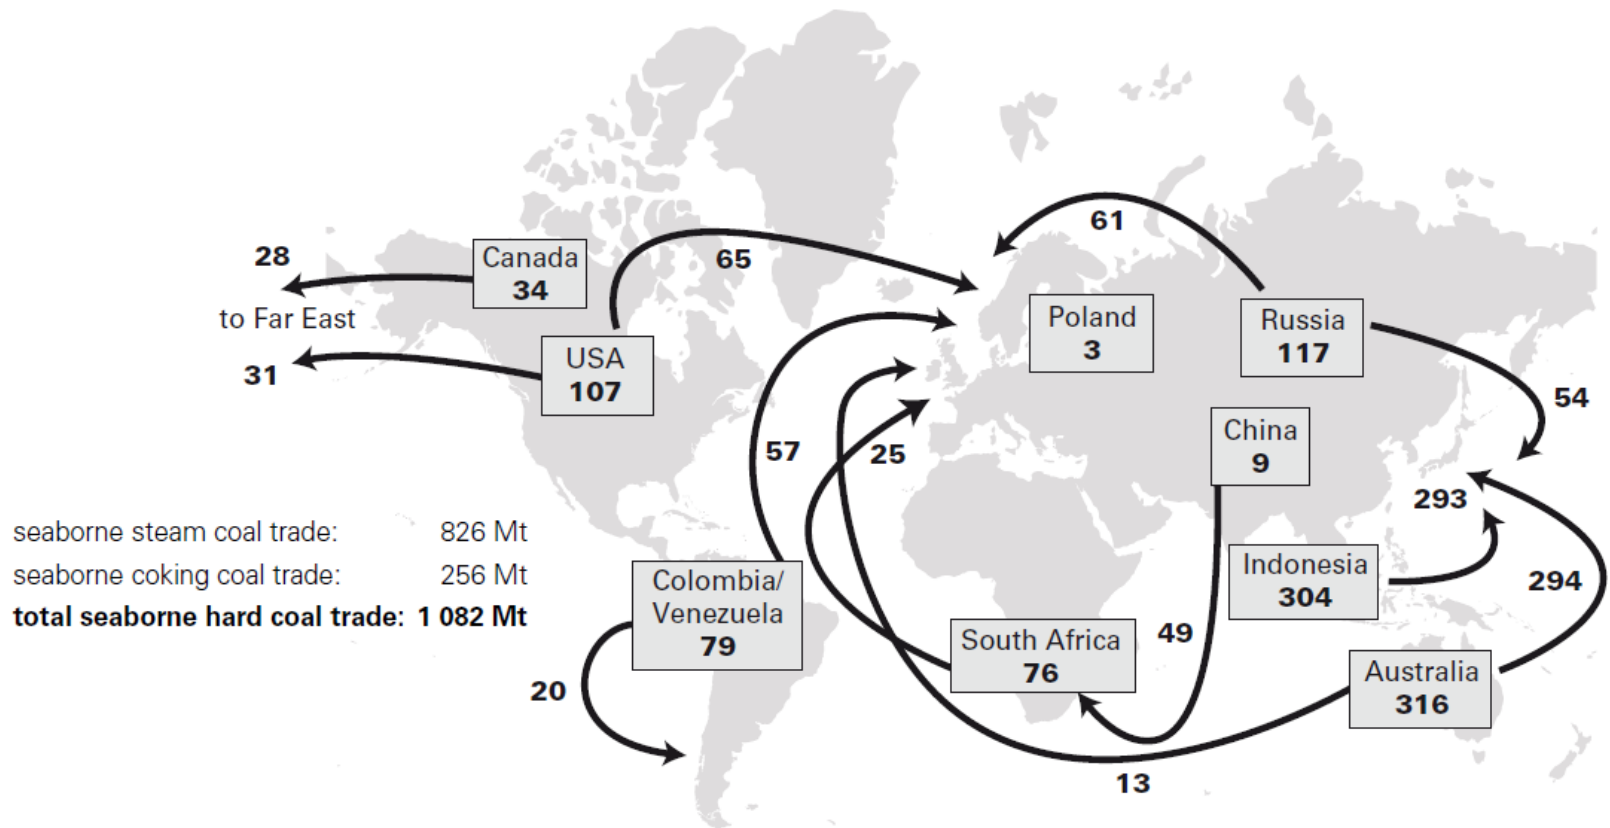 61
28
Canada
34
65
to Far East
Poland
3
Russia
117
USA
107
31
54
China
9
57
25
293
seaborne steam coal trade: 826 Mt
seaborne coking coal trade: 256 Mt
total seaborne hard coal trade: 1 082 Mt
Indonesia
304
294
Colombia/
Venezuela
79
South Africa
76
49
Australia
316
20
13